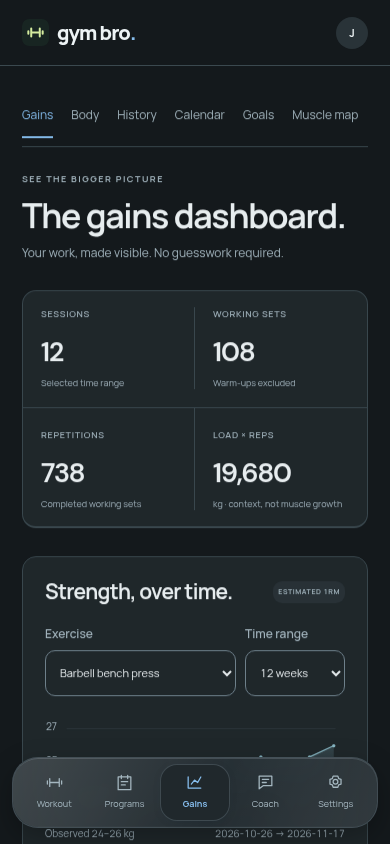 gym bro.
J
Gains Body History Calendar Goals Muscle map
SEE THE BIGGER PICTURE
The gains dashboard.
Your work, made visible. No guesswork required.
SESSIONS
12
Selected time range
WORKING SETS
108
Warm-ups excluded
REPETITIONS
738
Completed working sets
LOAD × REPS
19,680
kg · context, not muscle growth
Strength, over time.
ESTIMATED 1RM
Exercise
Barbell bench press
Time range
12 weeks
27
Workout Programs Gains Coach Settings
Observed 24–26 kg
2026-10-26 → 2026-11-17